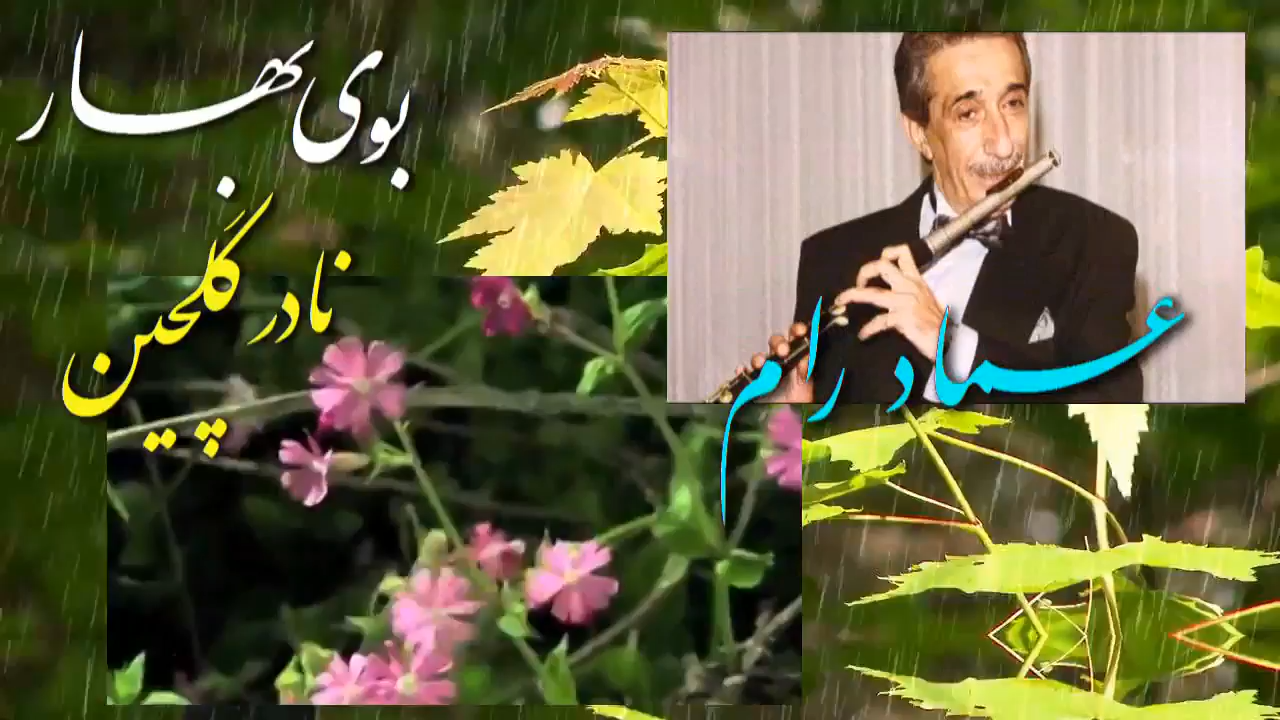 بوی بهار
نادر گلچین
عماد رام